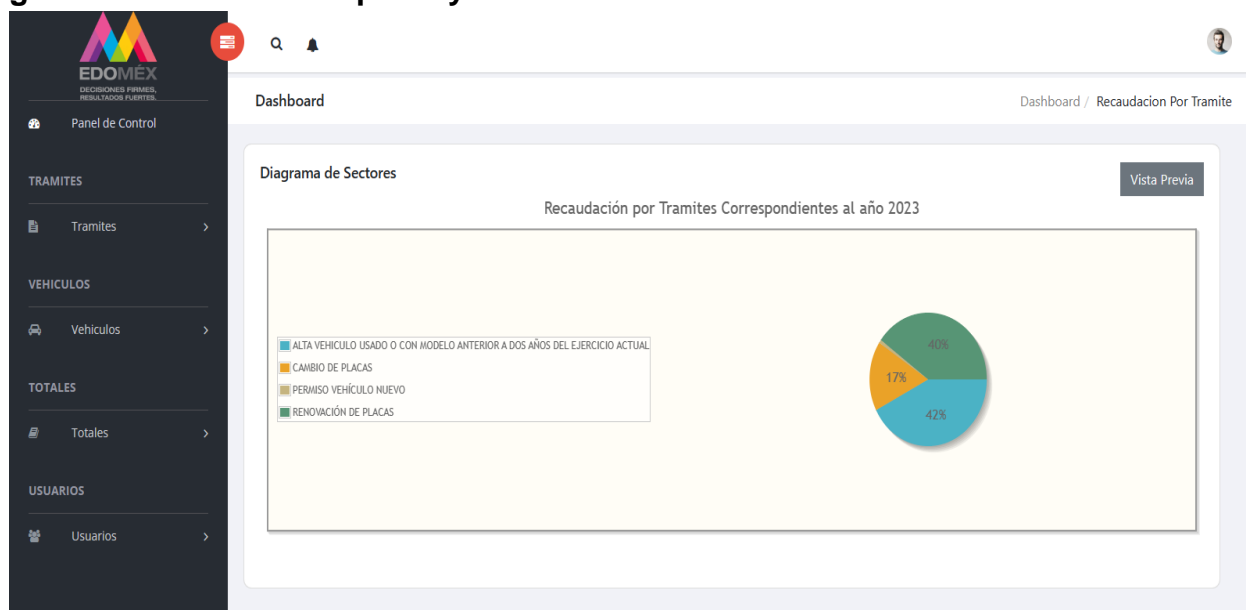 EDOMÉX
DECISIONES FIRMES,
RESULTADOS FUERTES.
Panel de Control
TRAMITES
Tramites
VEHICULOS
Vehiculos
TOTALES
Totales
USUARIOS
Usuarios
Dashboard
Dashboard / Recaudacion Por Tramite
Diagrama de Sectores
Vista Previa
Recaudación por Tramites Correspondientes al año 2023
ALTA VEHICULO USADO O CON MODELO ANTERIOR A DOS AÑOS DEL EJERCICIO ACTUAL
CAMBIO DE PLACAS
PERMISO VEHÍCULO NUEVO
RENOVACIÓN DE PLACAS
40%
17%
42%